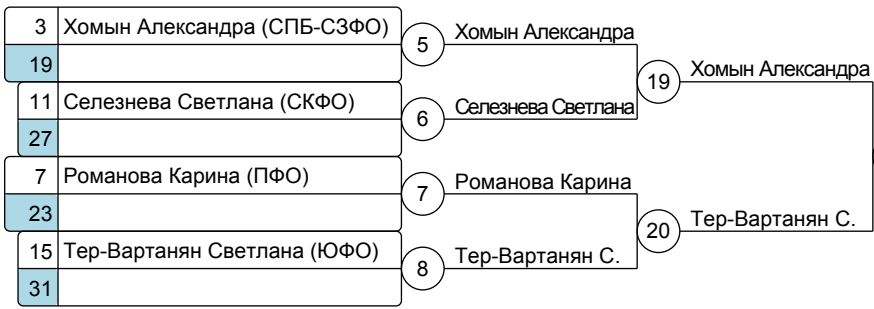 3 Хомын Александра (СПБ-СЗФО)
19
11 Селезнева Светлана (СКФО)
27
7 Романова Карина (ПФО)
23
15 Тер-Вартанян Светлана (ЮФО)
31
5 Хомын Александра
6 Селезнева Светлана
7 Романова Карина
8 Тер-Вартанян С.
19 Хомын Александра
20 Тер-Вартанян С.